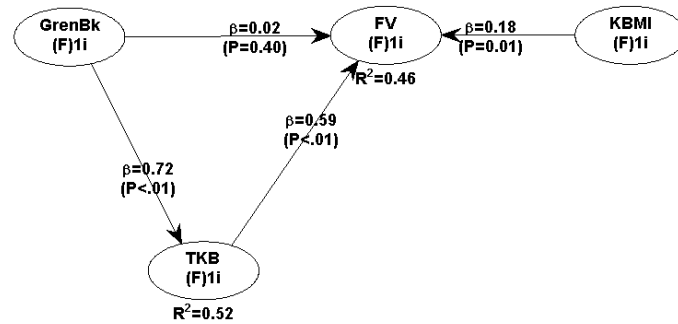 GrenBk
(F)1i
β=0.02
(P=0.40)
FV
(F)1i
R²=0.46
β=0.18
(P=0.01)
KBMI
(F)1i
β=0.59
(P<.01)
β=0.72
(P<.01)
TKB
(F)1i
R²=0.52